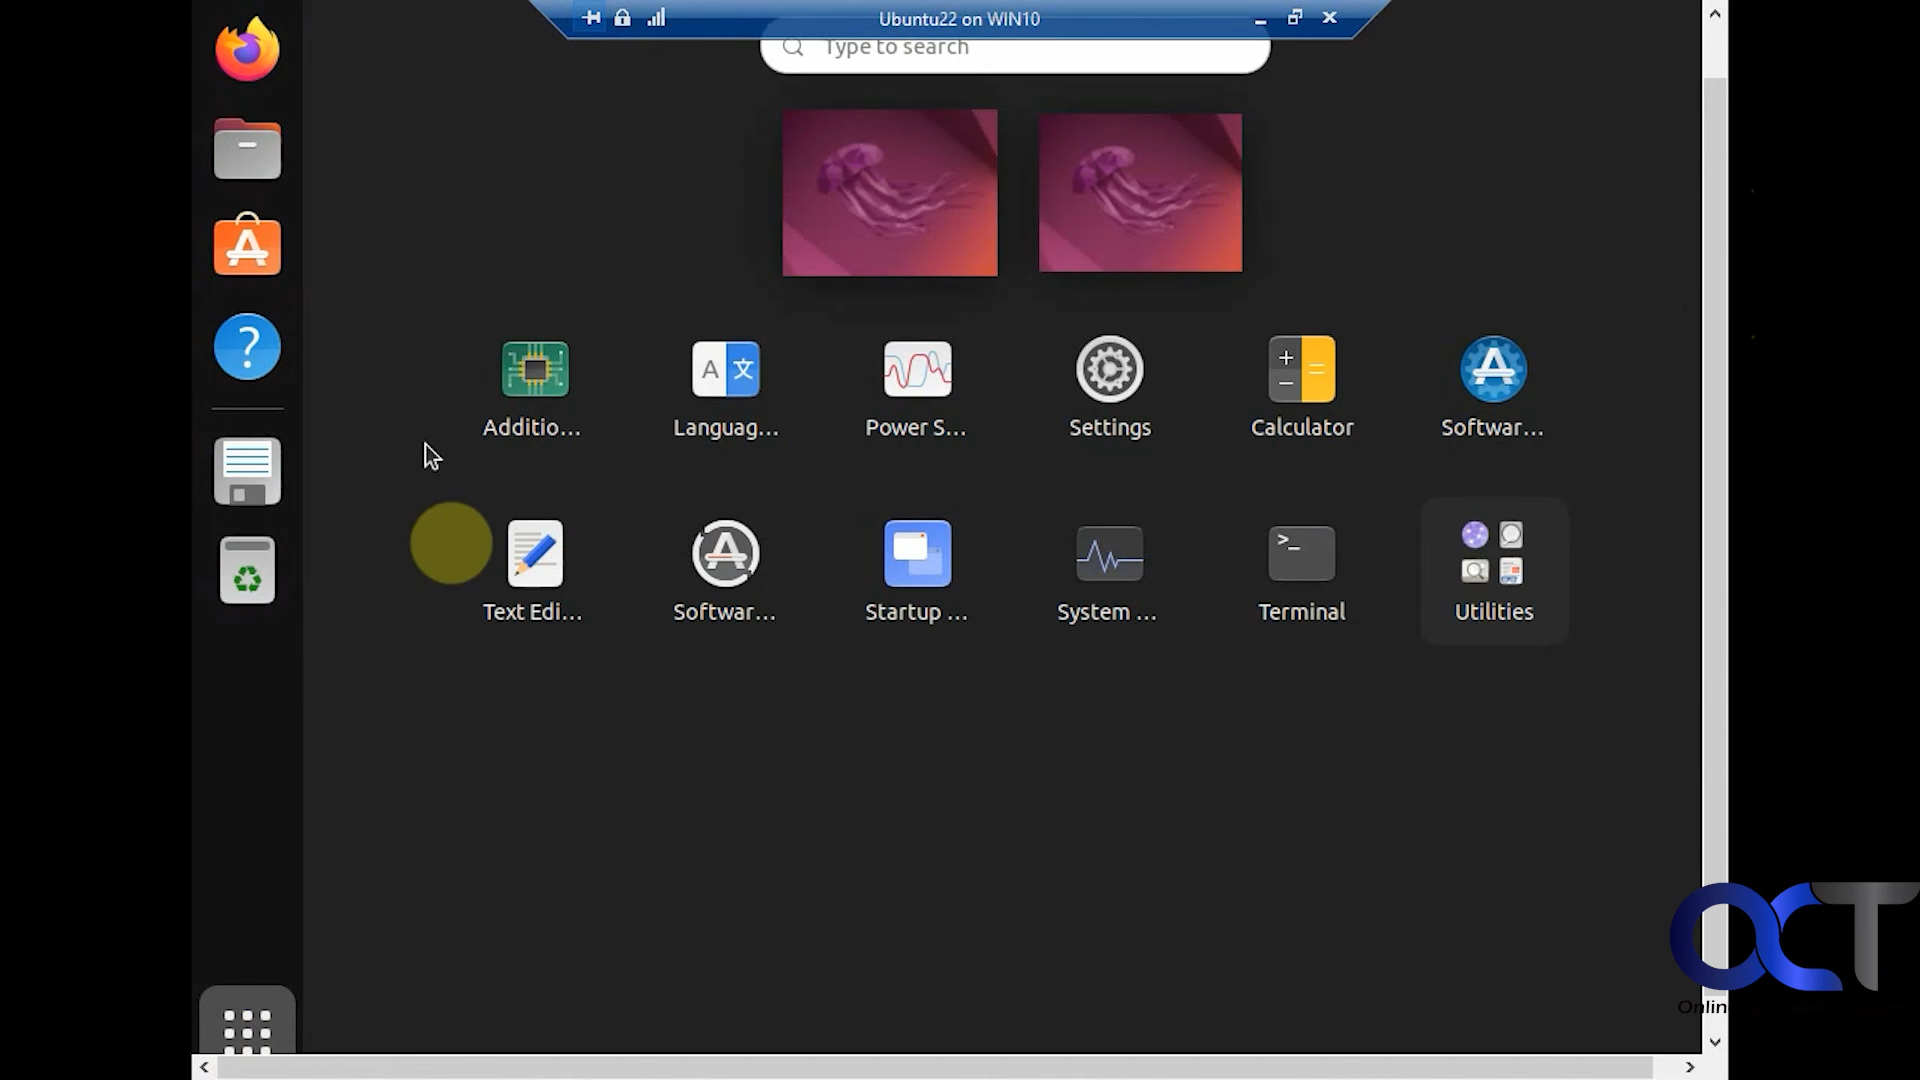 Ubuntu22 on WIN10
Type to search
Additio...
Languag...
Power S...
Settings
Calculator
Softwar...
Text Edi...
Softwar...
Startup ...
System ...
Terminal
Utilities
OCT
Onlin